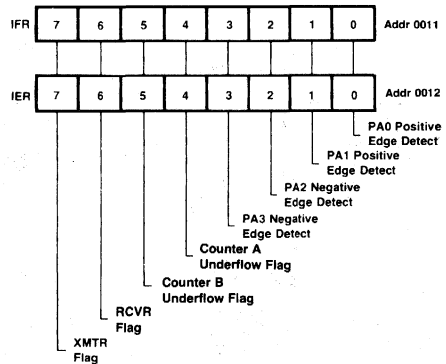 IFR 7 6 5 4 3 2 1 0 Addr 0011
IER 7 6 5 4 3 2 1 0 Addr 0012
PA0 Positive
Edge Detect
PA1 Positive
Edge Detect
PA2 Negative
Edge Detect
PA3 Negative
Edge Detect
Counter A
Underflow Flag
Counter B
Underflow Flag
RCVR
Flag
XMTR
Flag